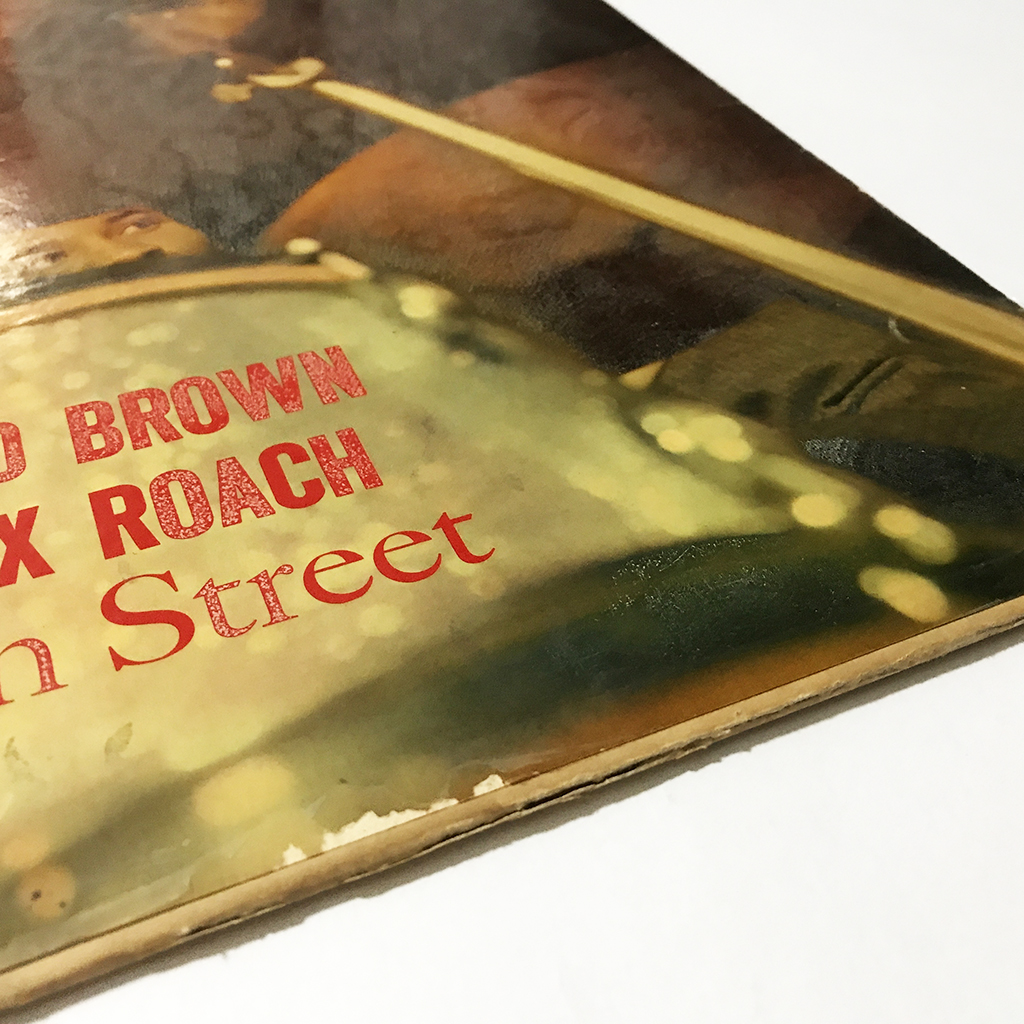 D BROWN
X ROACH
n Street